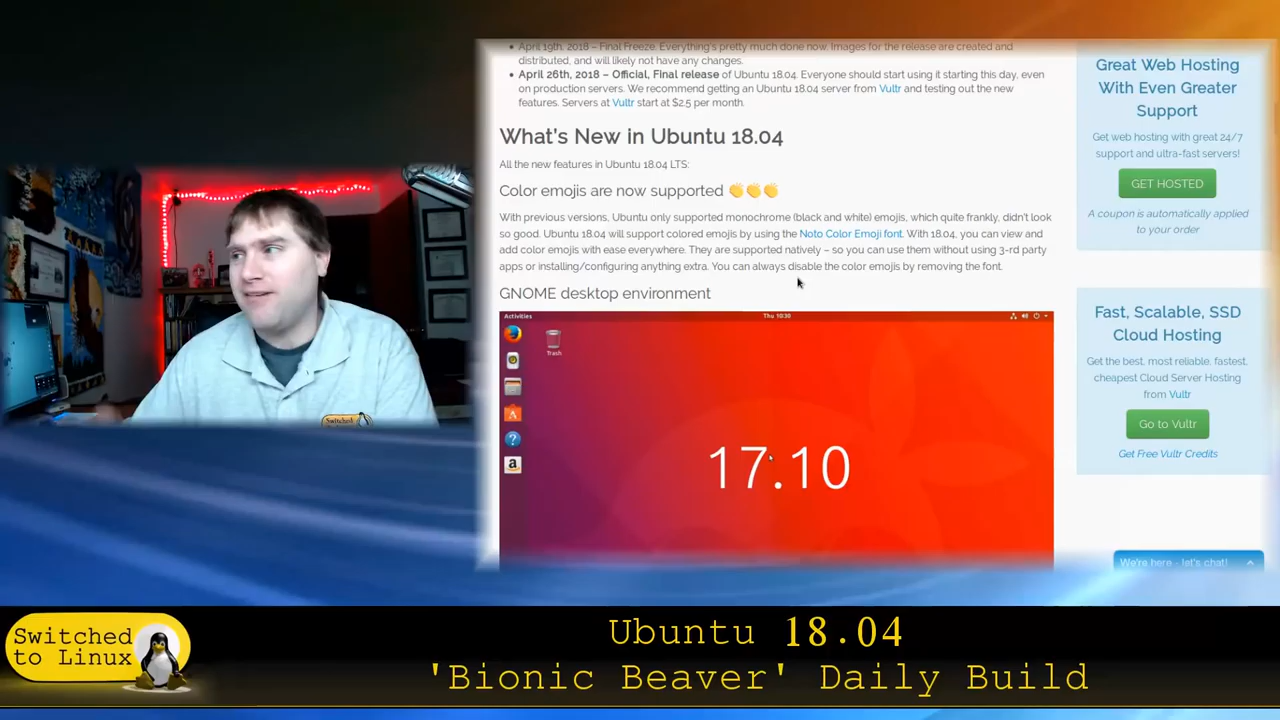 April 19th, 2018 – Final Freeze. Everything's pretty much done now. Images for the release are created and
distributed, and will likely not have any changes.
April 26th, 2018 – Official, Final release of Ubuntu 18.04. Everyone should start using it starting this day, even
on production servers. We recommend getting an Ubuntu 18.04 server from Vultr and testing out the new
features. Servers at Vultr start at $2.5 per month.
What's New in Ubuntu 18.04
All the new features in Ubuntu 18.04 LTS:
Color emojis are now supported 👏👏👏
With previous versions, Ubuntu only supported monochrome (black and white) emojis, which quite frankly, didn't look
so good. Ubuntu 18.04 will support colored emojis by using the Noto Color Emoji font. With 18.04, you can view and
add color emojis with ease everywhere. They are supported natively – so you can use them without using 3-rd party
apps or installing/configuring anything extra. You can always disable the color emojis by removing the font.
GNOME desktop environment
Activities
Thu 10:30
Trash
17.10
Great Web Hosting
With Even Greater
Support
Get web hosting with great 24/7
support and ultra-fast servers!
GET HOSTED
A coupon is automatically applied
to your order
Fast, Scalable, SSD
Cloud Hosting
Get the best, most reliable, fastest,
cheapest Cloud Server Hosting
from Vultr
Go to Vultr
Get Free Vultr Credits
We're here - let's chat!
Switched
Switched
to Linux
Ubuntu 18.04
'Bionic Beaver' Daily Build